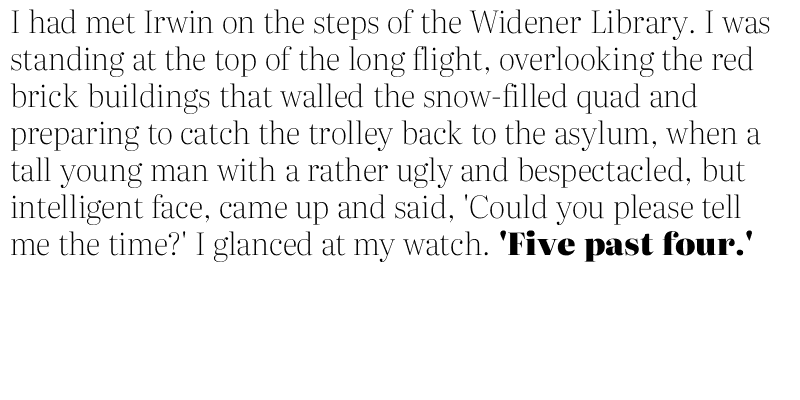 I had met Irwin on the steps of the Widener Library. I was
standing at the top of the long flight, overlooking the red
brick buildings that walled the snow-filled quad and
preparing to catch the trolley back to the asylum, when a
tall young man with a rather ugly and bespectacled, but
intelligent face, came up and said, 'Could you please tell
me the time?' I glanced at my watch. 'Five past four.'